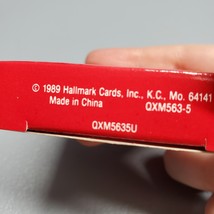 © 1989 Hallmark Cards, Inc., K.C., Mo. 64141
Made in China QXM563-5
QXM5635U